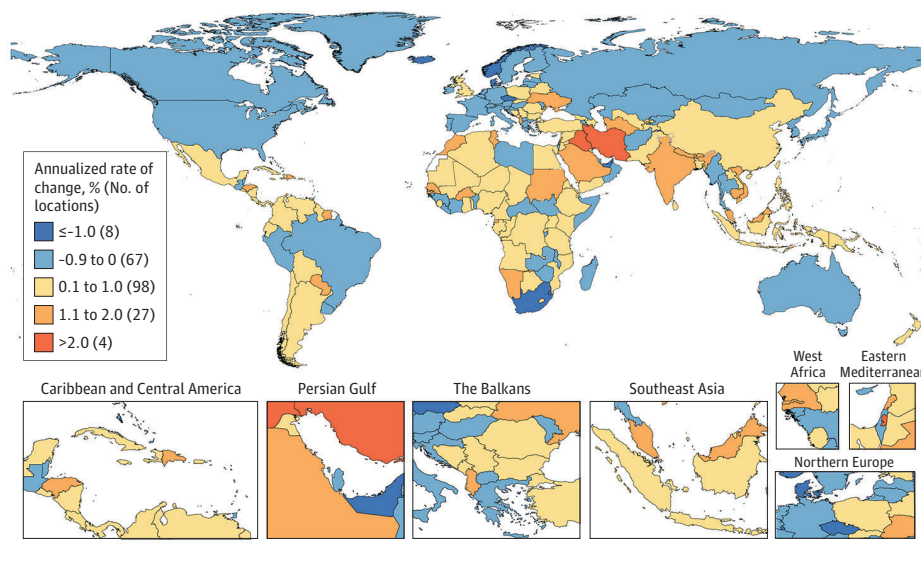 Annualized rate of
change, % (No. of
locations)
≤-1.0 (8)
-0.9 to 0 (67)
0.1 to 1.0 (98)
1.1 to 2.0 (27)
>2.0 (4)
Caribbean and Central America
Persian Gulf
The Balkans
Southeast Asia
West
Africa
Eastern
Mediterranean
Northern Europe